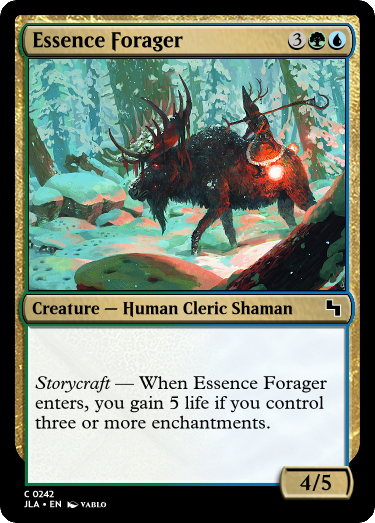 Essence Forager 3
Creature — Human Cleric Shaman
Storycraft — When Essence Forager
enters, you gain 5 life if you control
three or more enchantments.
4/5
C 0242
JLA • EN VABLO